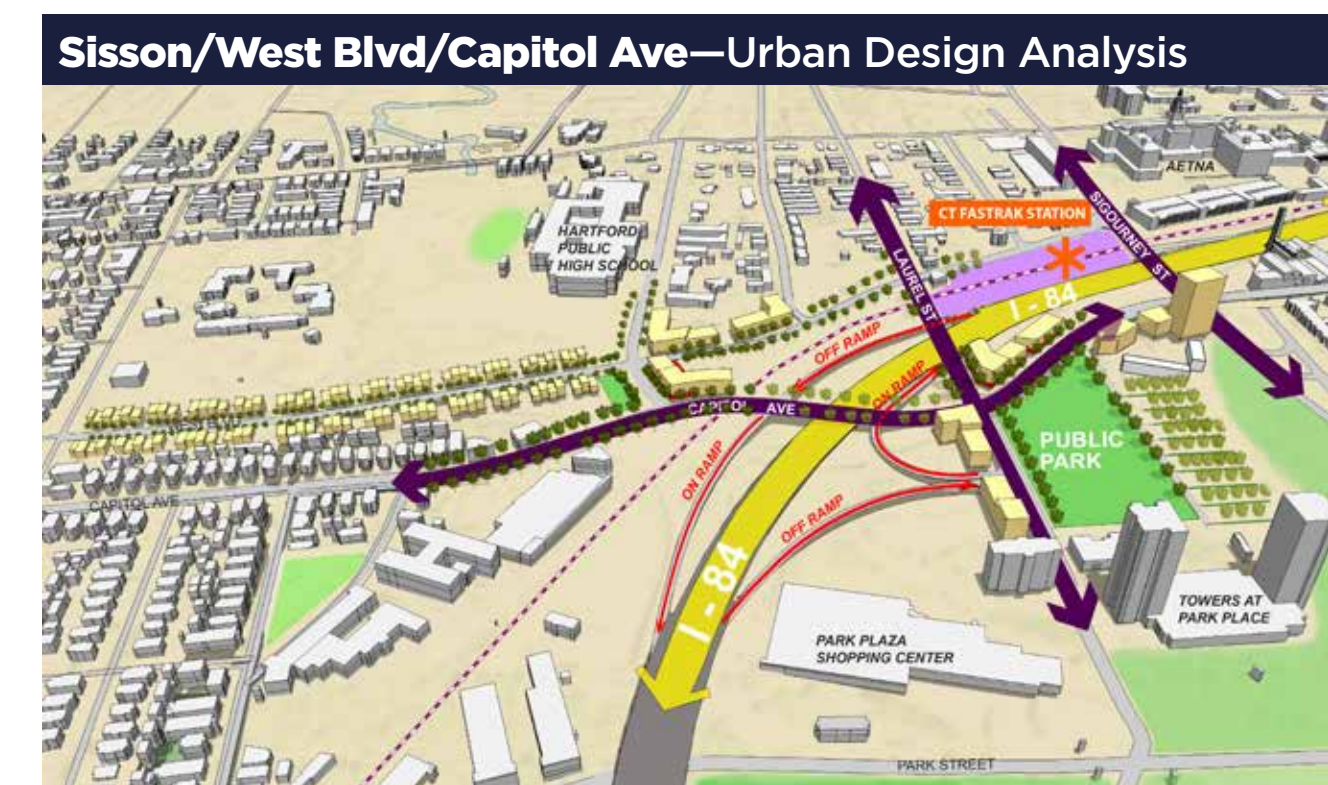 Sisson/West Blvd/Capitol Ave—Urban Design Analysis
AETNA
CT FASTRAK STATION
SIGOURNEY ST
HARTFORD
PUBLIC
HIGH SCHOOL
LAUREL ST
I - 84
OFF RAMP
ON RAMP
CAPITOL AVE
PUBLIC
PARK
ON RAMP
CAPITOL AVE
OFF RAMP
I - 84
TOWERS AT
PARK PLACE
PARK PLAZA
SHOPPING CENTER
PARK STREET